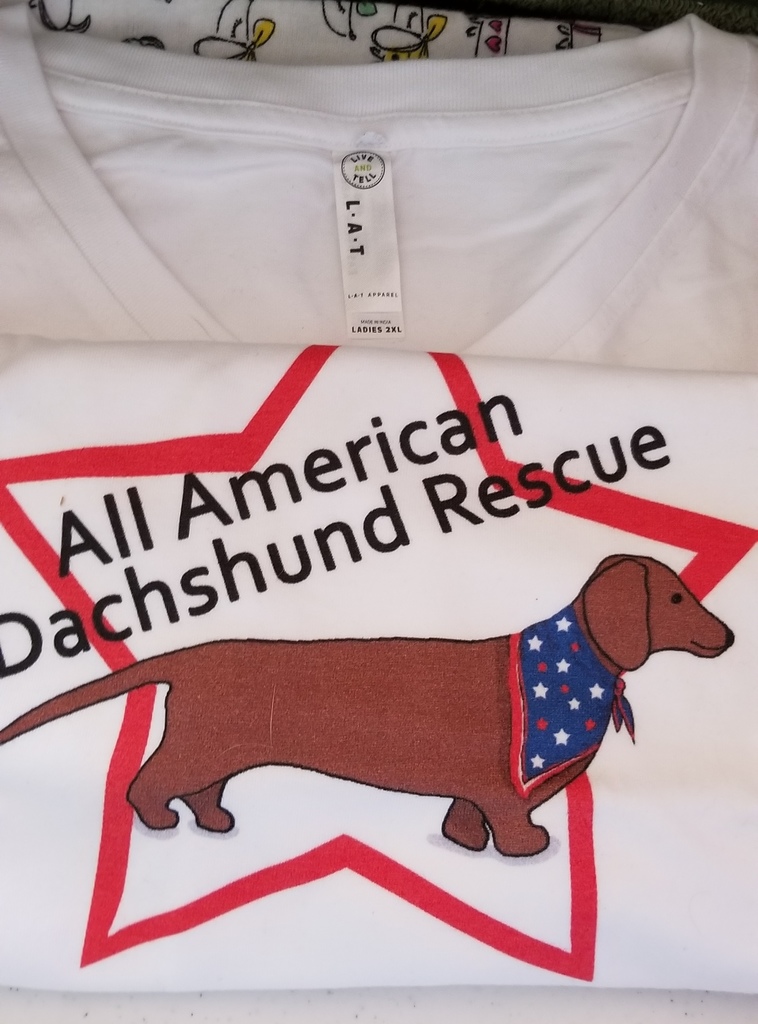 LIVE
AND
TELL
L·A·T
L·A·T APPAREL
MADE IN INDIA
LADIES 2XL
All American
Dachshund Rescue